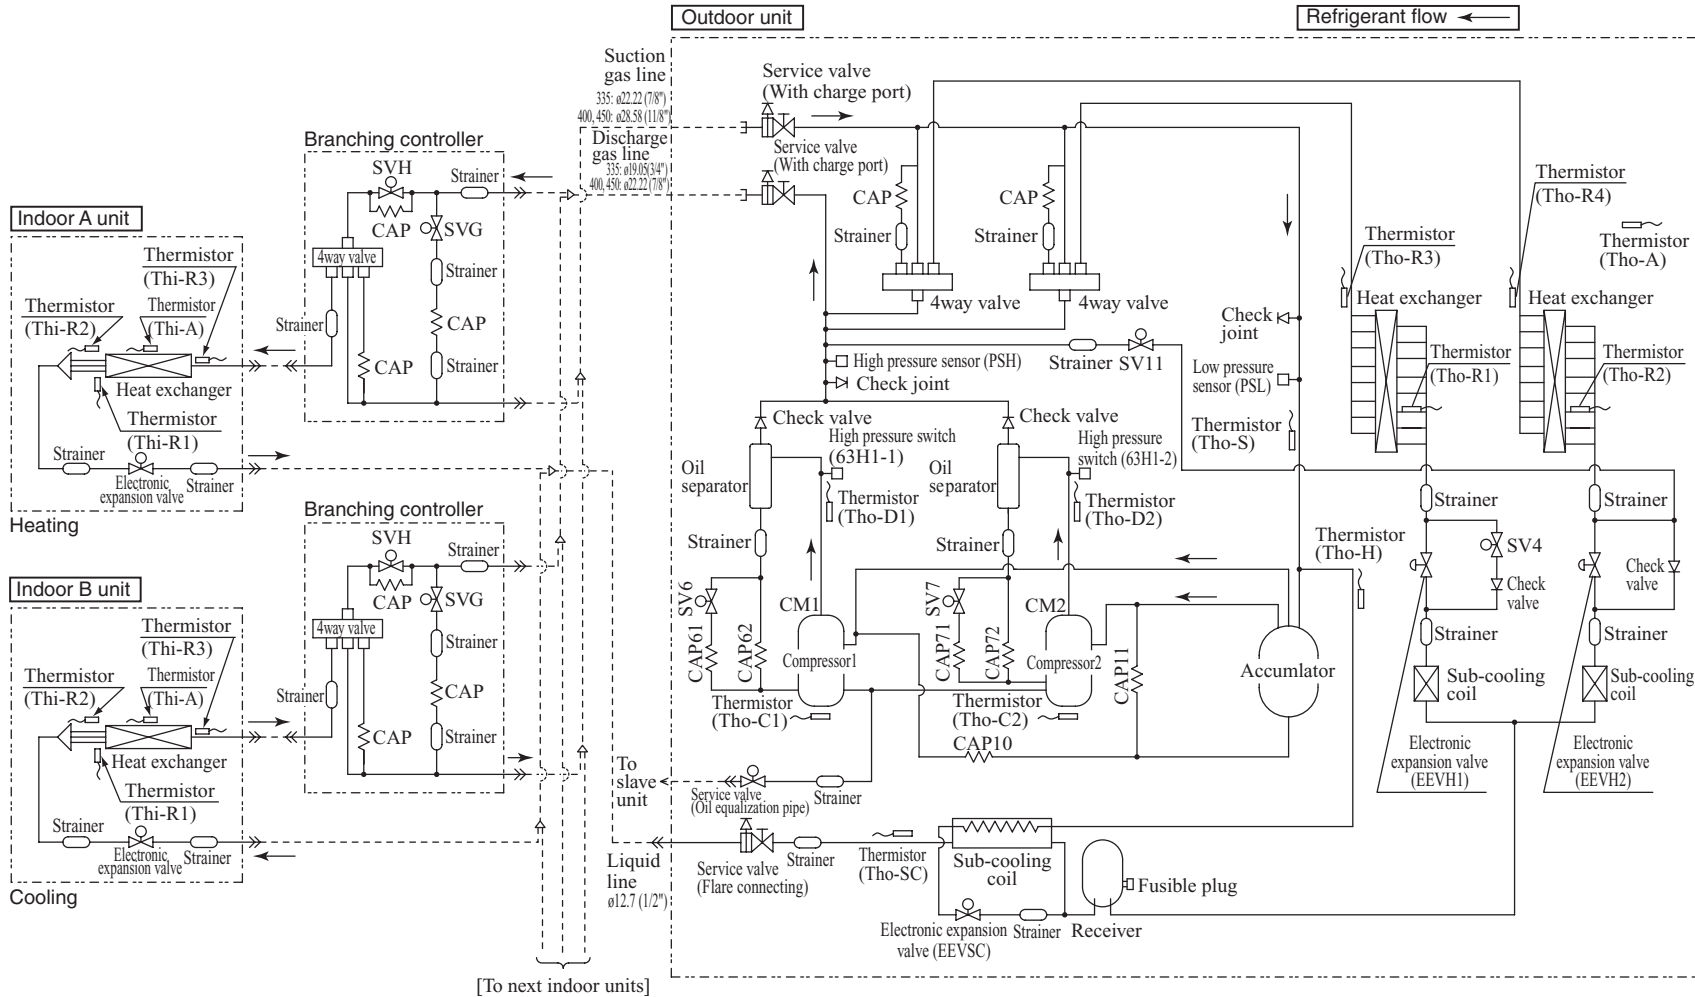 Outdoor unit
Refrigerant flow
Suction
gas line
335: ø22.22 (7/8")
400, 450: ø28.58 (11/8")
Discharge
gas line
335: ø19.05(3/4")
400, 450: ø22.22 (7/8")
Service valve
(With charge port)
Service valve
(With charge port)
Branching controller
SVH
Strainer
CAP
SVG
4way valve
Strainer
Strainer
CAP
CAP
Strainer
Indoor A unit
Thermistor
(Thi-R3)
Thermistor
(Thi-R2)
Thermistor
(Thi-A)
Heat exchanger
Thermistor
(Thi-R1)
Strainer
Electronic
expansion valve
Strainer
Heating
Branching controller
SVH
Strainer
CAP
SVG
4way valve
Strainer
Strainer
CAP
CAP
Strainer
Indoor B unit
Thermistor
(Thi-R3)
Thermistor
(Thi-R2)
Thermistor
(Thi-A)
Heat exchanger
Thermistor
(Thi-R1)
Strainer
Electronic
expansion valve
Strainer
Cooling
[To next indoor units]
CAP
Strainer
4way valve
CAP
Strainer
4way valve
Thermistor
(Tho-R4)
Thermistor
(Tho-R3)
Thermistor
(Tho-A)
Heat exchanger
Heat exchanger
Check
joint
Strainer
SV11
High pressure sensor (PSH)
Check joint
Low pressure
sensor (PSL)
Thermistor
(Tho-R1)
Thermistor
(Tho-R2)
Check valve
High pressure switch
(63H1-1)
Check valve
High pressure
switch (63H1-2)
Thermistor
(Tho-S)
Oil
separator
Oil
separator
Thermistor
(Tho-D1)
Thermistor
(Tho-D2)
Strainer
Strainer
Strainer
Strainer
Thermistor
(Tho-H)
SV4
Check
valve
Check
valve
SV6
CM1
SV7
CM2
CAP61
CAP62
Compressor1
CAP71
CAP72
Compressor2
CAP11
Accumlator
Strainer
Strainer
Sub-cooling
coil
Sub-cooling
coil
Thermistor
(Tho-C1)
Thermistor
(Tho-C2)
CAP10
Electronic
expansion valve
(EEVH1)
Electronic
expansion valve
(EEVH2)
To
slave
unit
Service valve
(Oil equalization pipe)
Strainer
Liquid
line
ø12.7 (1/2")
Service valve
(Flare connecting)
Strainer
Thermistor
(Tho-SC)
Sub-cooling
coil
Fusible plug
Electronic expansion
valve (EEVSC)
Strainer
Receiver